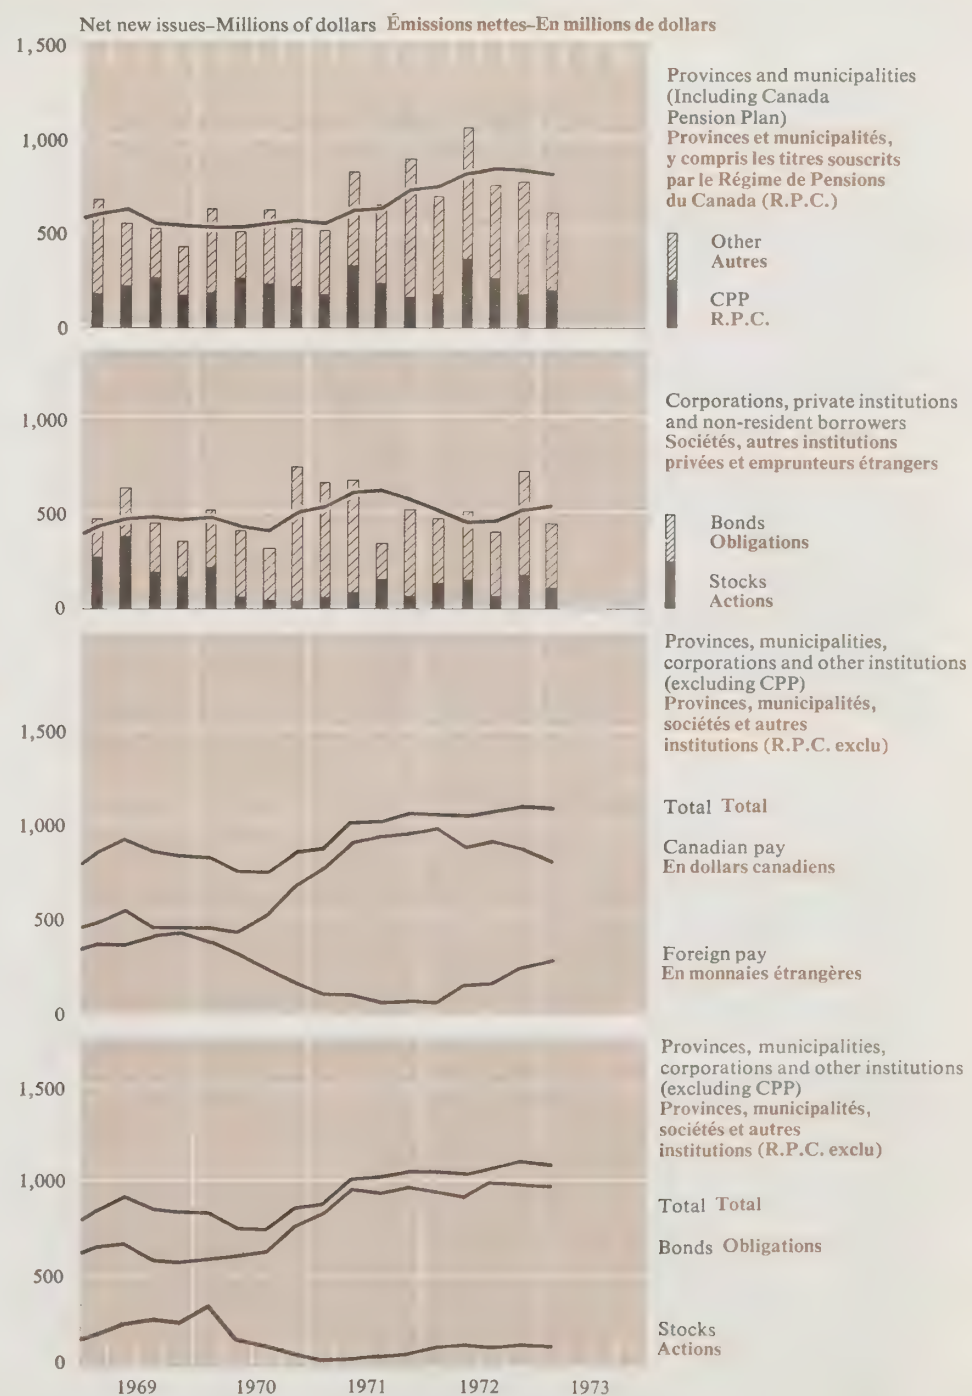 Net new issues–Millions of dollars Émissions nettes–En millions de dollars
1,500
1,000
500
0
Provinces and municipalities
(Including Canada
Pension Plan)
Provinces et municipalités,
y compris les titres souscrits
par le Régime de Pensions
du Canada (R.P.C.)
Other
Autres
CPP
R.P.C.
1,000
500
0
Corporations, private institutions
and non-resident borrowers
Sociétés, autres institutions
privées et emprunteurs étrangers
Bonds
Obligations
Stocks
Actions
1,500
1,000
500
0
Provinces, municipalities,
corporations and other institutions
(excluding CPP)
Provinces, municipalités,
sociétés et autres
institutions (R.P.C. exclu)
Total Total
Canadian pay
En dollars canadiens
Foreign pay
En monnaies étrangères
1,500
1,000
500
0
Provinces, municipalities,
corporations and other institutions
(excluding CPP)
Provinces, municipalités,
sociétés et autres
institutions (R.P.C. exclu)
Total Total
Bonds Obligations
Stocks
Actions
1969 1970 1971 1972 1973